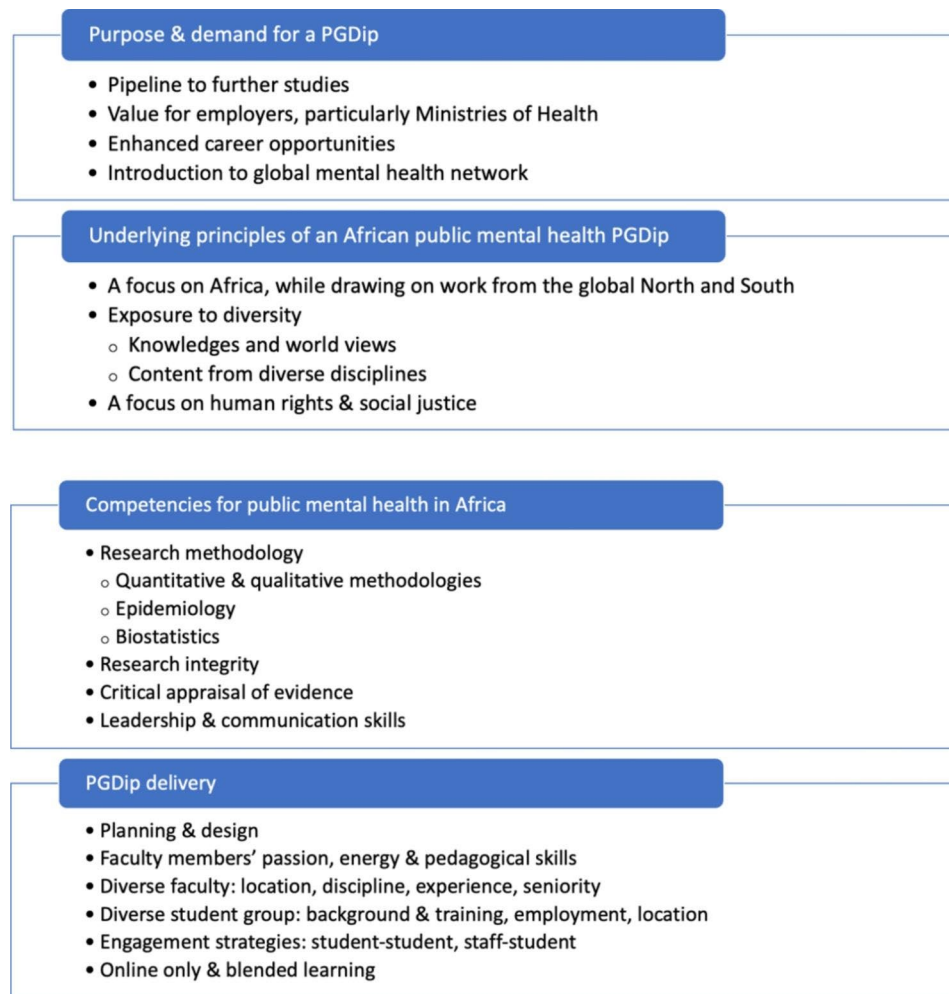 Purpose & demand for a PGDip
• Pipeline to further studies
• Value for employers, particularly Ministries of Health
• Enhanced career opportunities
• Introduction to global mental health network
Underlying principles of an African public mental health PGDip
• A focus on Africa, while drawing on work from the global North and South
• Exposure to diversity
o Knowledges and world views
o Content from diverse disciplines
• A focus on human rights & social justice
Competencies for public mental health in Africa
• Research methodology
o Quantitative & qualitative methodologies
o Epidemiology
o Biostatistics
• Research integrity
• Critical appraisal of evidence
• Leadership & communication skills
PGDip delivery
• Planning & design
• Faculty members’ passion, energy & pedagogical skills
• Diverse faculty: location, discipline, experience, seniority
• Diverse student group: background & training, employment, location
• Engagement strategies: student-student, staff-student
• Online only & blended learning